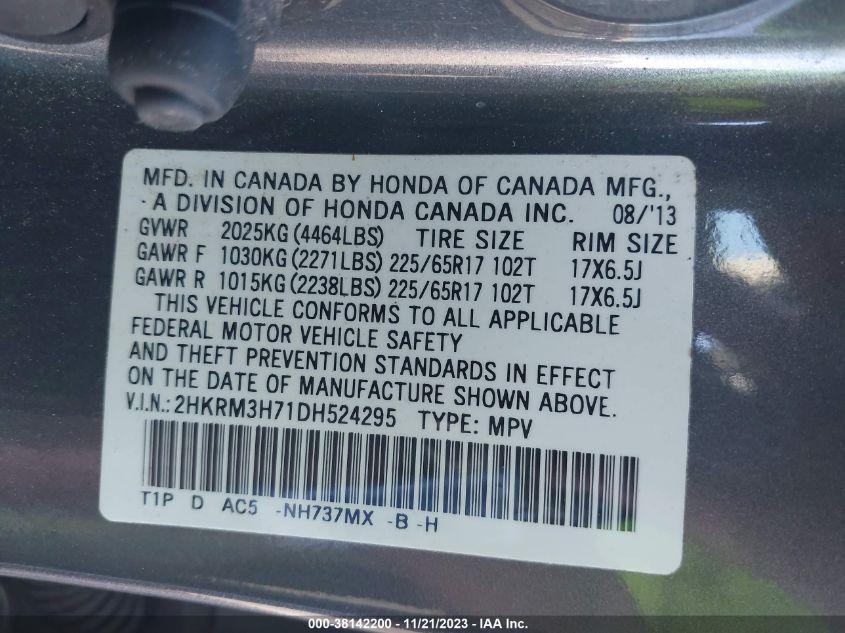 MFD. IN CANADA BY HONDA OF CANADA MFG.,
A DIVISION OF HONDA CANADA INC. 08/'13
GVWR 2025KG (4464LBS) TIRE SIZE RIM SIZE
GAWR F 1030KG (2271LBS) 225/65R17 102T 17X6.5J
GAWR R 1015KG (2238LBS) 225/65R17 102T 17X6.5J
THIS VEHICLE CONFORMS TO ALL APPLICABLE
FEDERAL MOTOR VEHICLE SAFETY
AND THEFT PREVENTION STANDARDS IN EFFECT
ON THE DATE OF MANUFACTURE SHOWN ABOVE.
V.I.N.: 2HKRM3H71DH524295 TYPE: MPV
T1P D AC5 -NH737MX -B -H
000-38142200 - 11/21/2023 - IAA Inc.